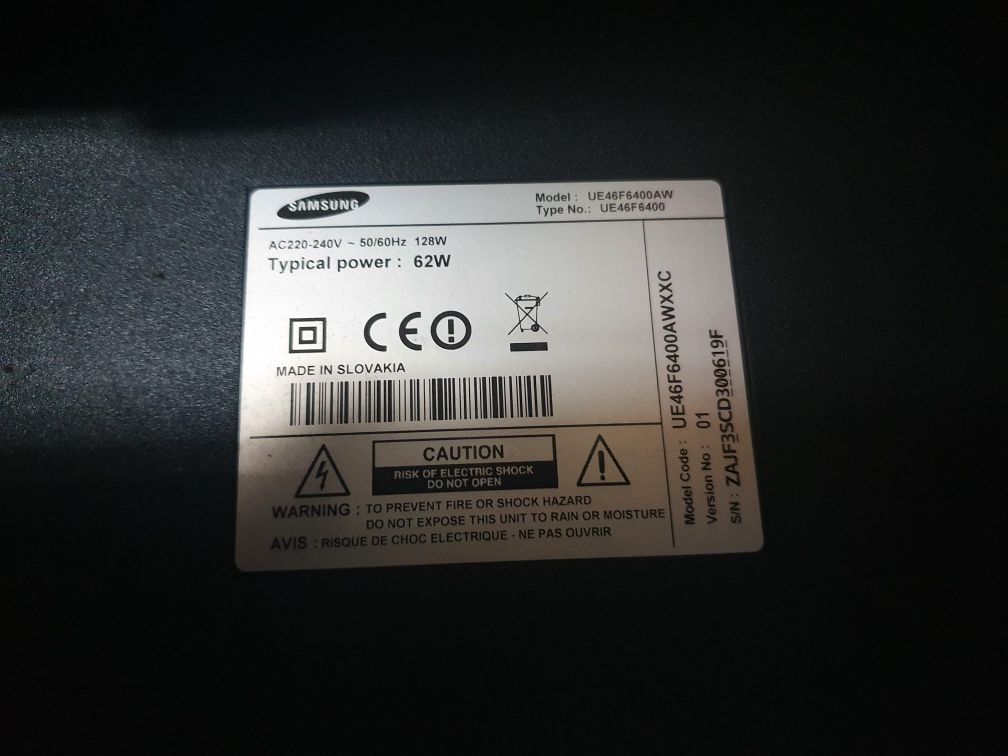 SAMSUNG
Model : UE46F6400AW
Type No.: UE46F6400
AC220-240V ~ 50/60Hz 128W
Typical power : 62W
CE
MADE IN SLOVAKIA
CAUTION
RISK OF ELECTRIC SHOCK
DO NOT OPEN
WARNING : TO PREVENT FIRE OR SHOCK HAZARD
DO NOT EXPOSE THIS UNIT TO RAIN OR MOISTURE
AVIS : RISQUE DE CHOC ELECTRIQUE - NE PAS OUVRIR
Model Code : UE46F6400AWXXC
Version No : 01
S/N : ZAJF3SCD300619F